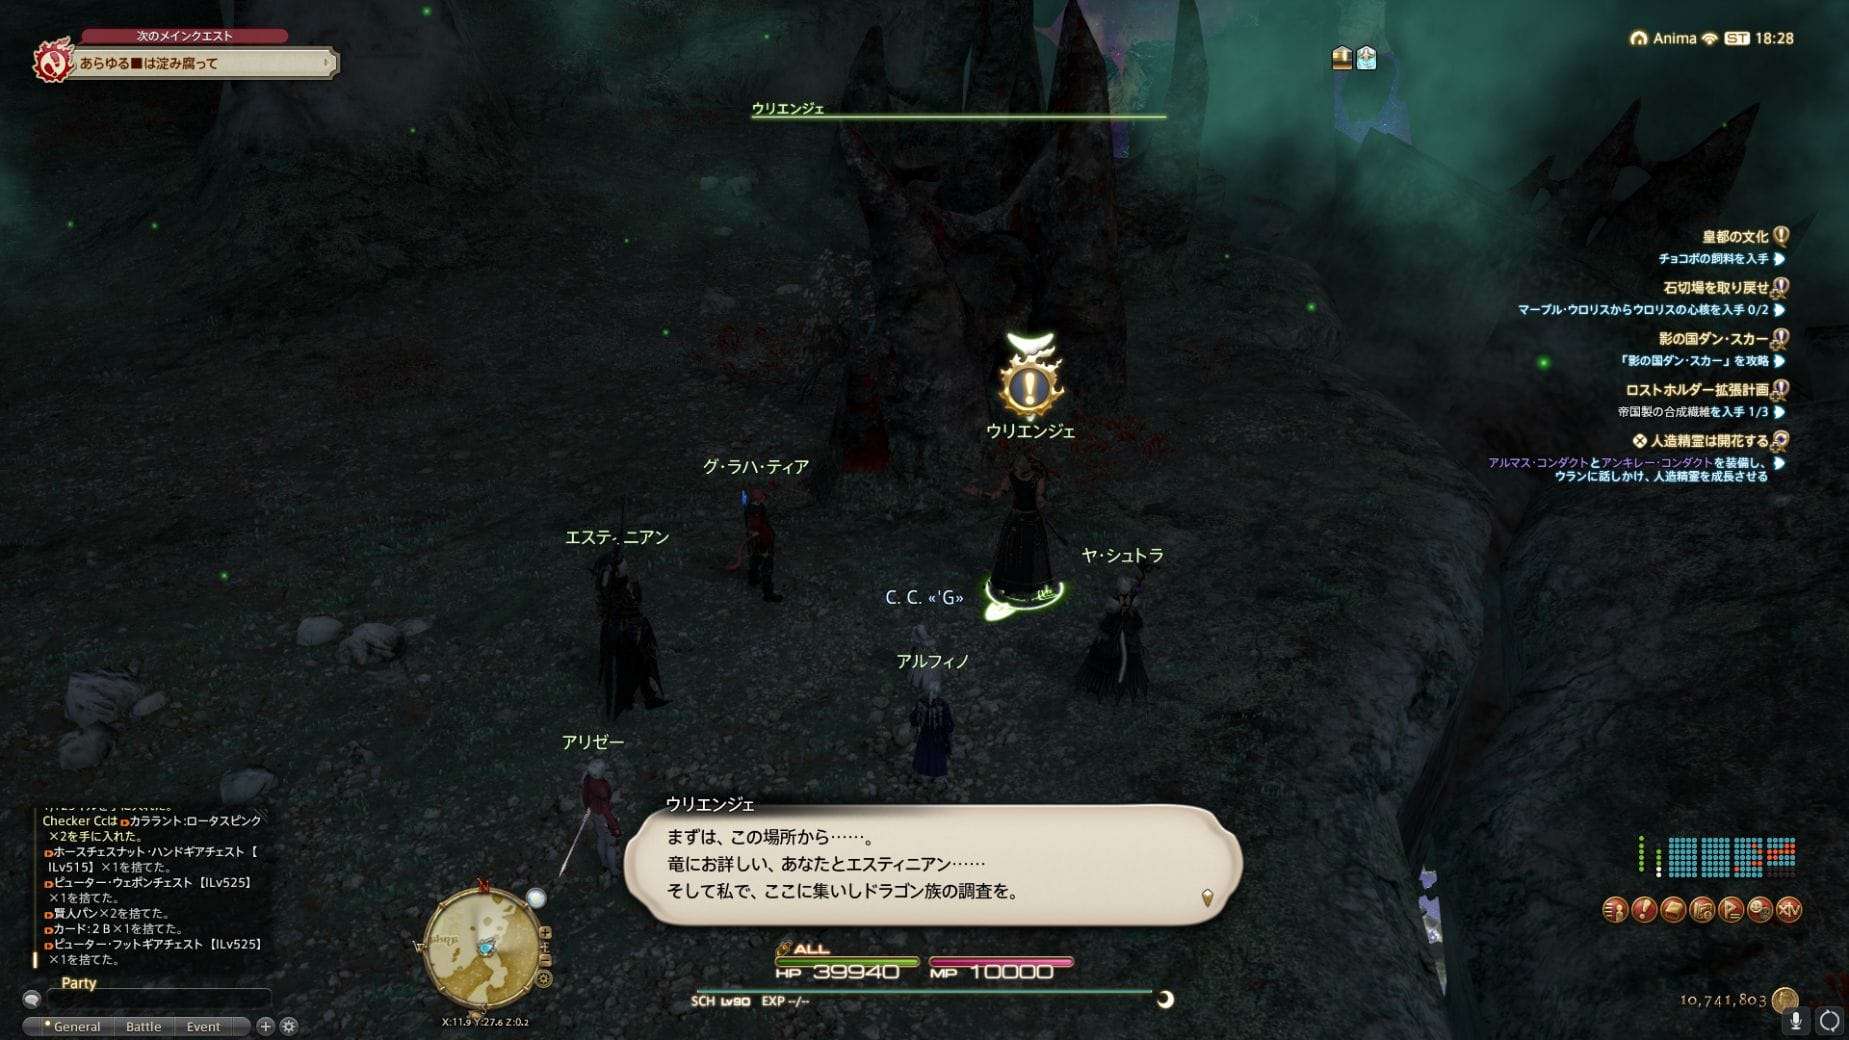 次のメインクエスト
あらゆる■は淀み腐って
Anima ST 18:28
ウリエンジェ
皇都の文化
チョコボの飼料を入手
石切場を取り戻せ
マーブル・ウロリスからウロリスの心核を入手 0/2
影の国ダン・スカー
「影の国ダン・スカー」を攻略
ロストホルダー拡張計画
帝国製の合成繊維を入手 1/3
人造精霊は開花する
アルマス・コンダクトとアンキレー・コンダクトを装備し、
ウランに話しかけ、人造精霊を成長させる
ウリエンジェ
グ・ラハ・ティア
エスティニアン
ヤ・シュトラ
C. C. «'G»
アルフィノ
アリゼー
ウリエンジェ
まずは、この場所から……。
竜にお詳しい、あなたとエスティニアン……
そして私で、ここに集いしドラゴン族の調査を。
Checker Ccは カララント:ロータスピンク
×2を手に入れた。
ホースチェスナット・ハンドギアチェスト【
ILv515】×1を捨てた。
ピューター・ウェポンチェスト【ILv525】
×1を捨てた。
賢人パン×2を捨てた。
カード:２Ｂ×1を捨てた。
ピューター・フットギアチェスト【ILv525】
×1を捨てた。
Party
General Battle Event
N
X:11.9 Y:27.6 Z:0.2
ALL
HP 39940 MP 10000
SCH Lv90 EXP --/--
XIV
10,741,803